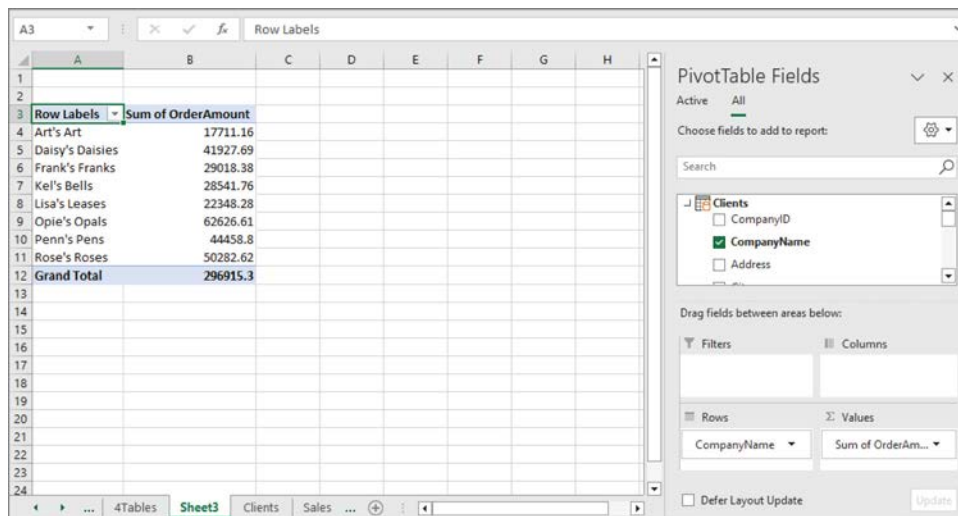 A3 fx Row Labels
A B C D E F G H
1
2
3 Row Labels Sum of OrderAmount
4 Art's Art 17711.16
5 Daisy's Daisies 41927.69
6 Frank's Franks 29018.38
7 Kel's Bells 28541.76
8 Lisa's Leases 22348.28
9 Opie's Opals 62626.61
10 Penn's Pens 44458.8
11 Rose's Roses 50282.62
12 Grand Total 296915.3
13
14
15
16
17
18
19
20
21
22
23
24
... 4Tables Sheet3 Clients Sales ...
PivotTable Fields
Active All
Choose fields to add to report:
Search
Clients
CompanyID
CompanyName
Address
Drag fields between areas below:
Filters Columns
Rows Σ Values
CompanyName Sum of OrderAm...
Defer Layout Update Update